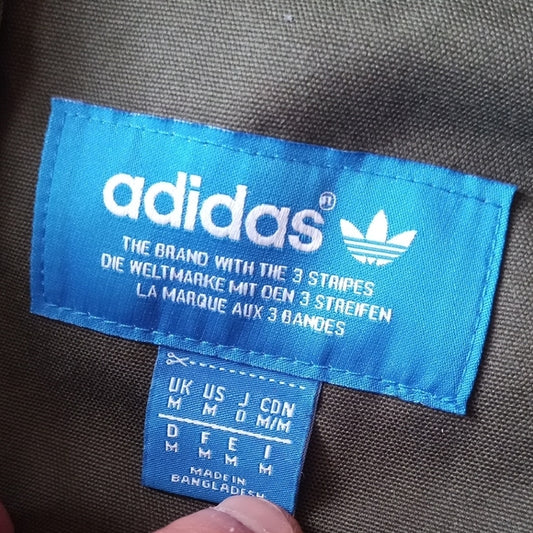 adidas®
THE BRAND WITH THE 3 STRIPES
DIE WELTMARKE MIT DEN 3 STREIFEN
LA MARQUE AUX 3 BANDES
UK US J CDN
M M O M/M
D F E I
M M M M
MADE IN
BANGLADESH